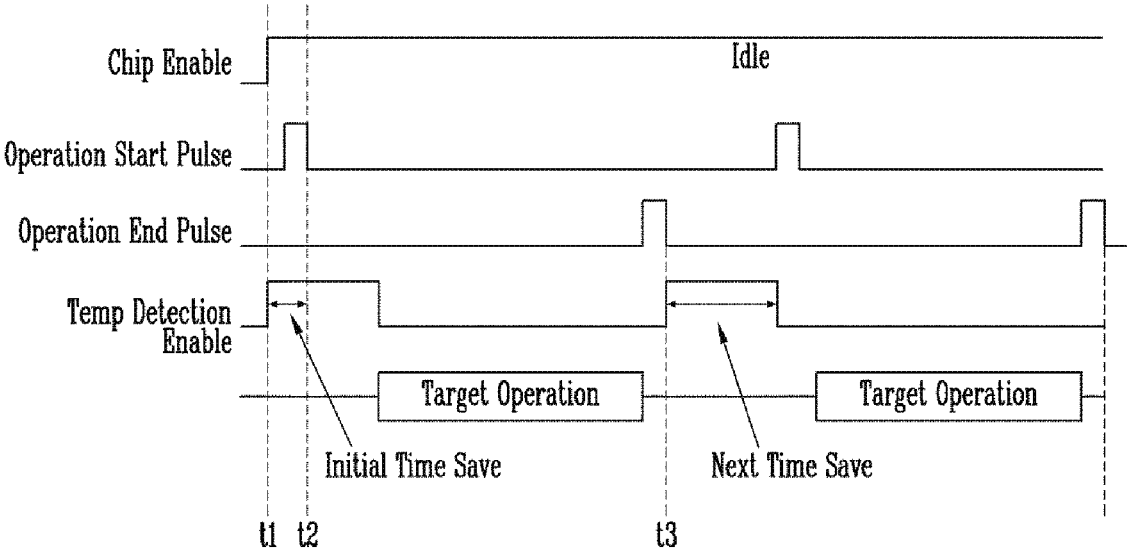 Chip Enable
Idle
Operation Start Pulse
Operation End Pulse
Temp Detection
Enable
Target Operation
Target Operation
Initial Time Save
Next Time Save
t1
t2
t3